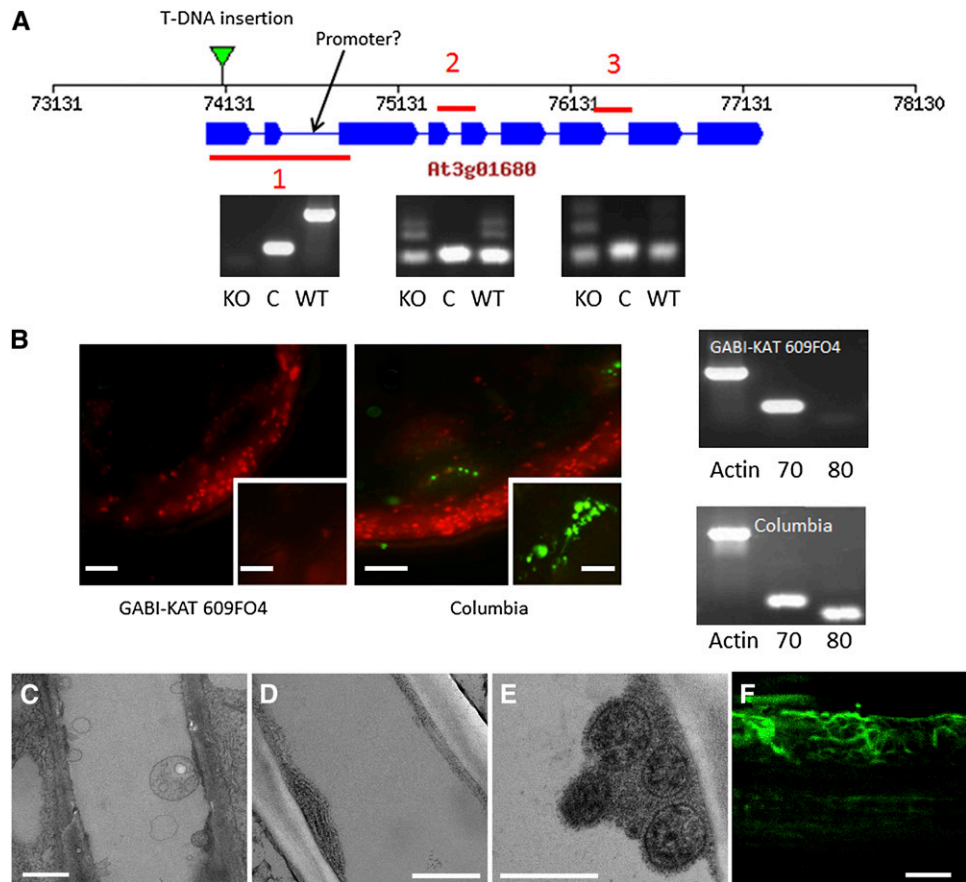 A
T-DNA insertion
Promoter?
1
2
3
73131 74131 75131 76131 77131 78130
At3g01680
KO C WT
KO C WT
KO C WT
B
GABI-KAT 609FO4
Columbia
GABI-KAT 609FO4
Actin 70 80
Columbia
Actin 70 80
C
D
E
F